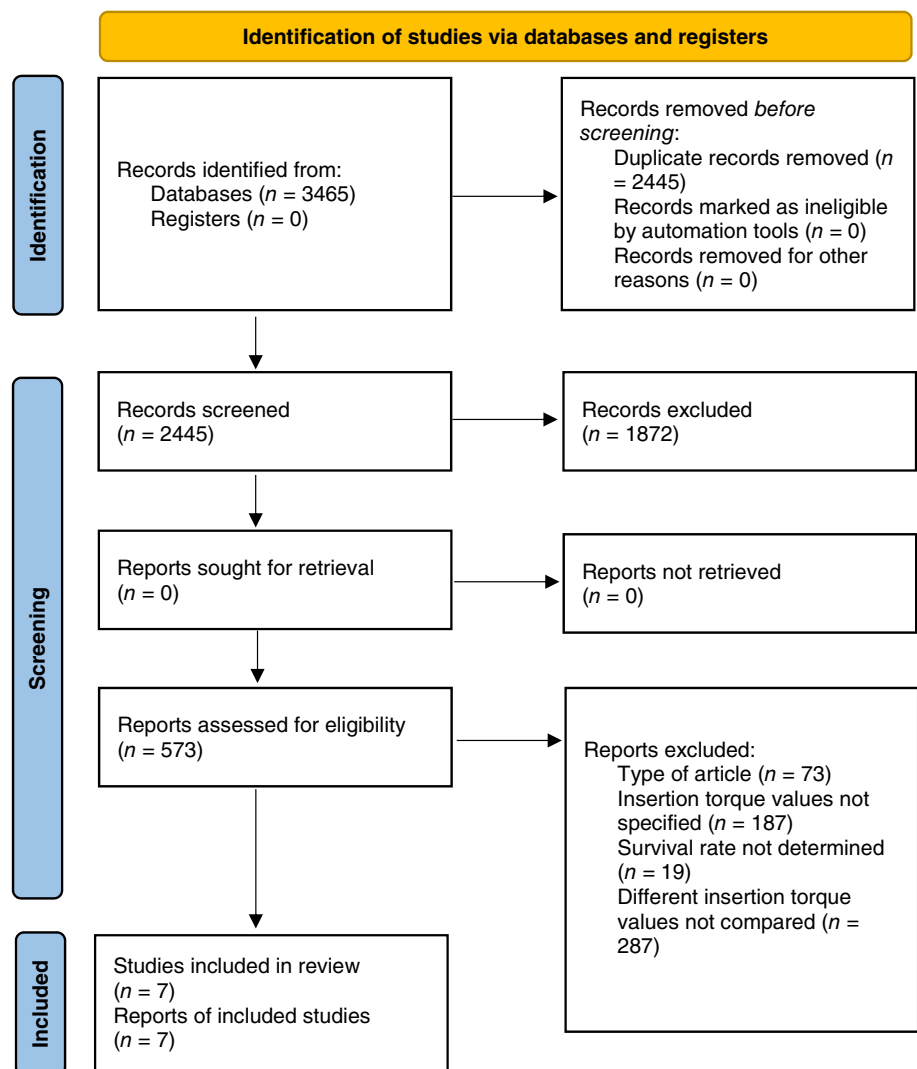 Identification of studies via databases and registers
Identification
Records identified from:
Databases (n = 3465)
Registers (n = 0)
Records removed before
screening:
Duplicate records removed (n
= 2445)
Records marked as ineligible
by automation tools (n = 0)
Records removed for other
reasons (n = 0)
Screening
Records screened
(n = 2445)
Records excluded
(n = 1872)
Reports sought for retrieval
(n = 0)
Reports not retrieved
(n = 0)
Reports assessed for eligibility
(n = 573)
Reports excluded:
Type of article (n = 73)
Insertion torque values not
specified (n = 187)
Survival rate not determined
(n = 19)
Different insertion torque
values not compared (n =
287)
Included
Studies included in review
(n = 7)
Reports of included studies
(n = 7)